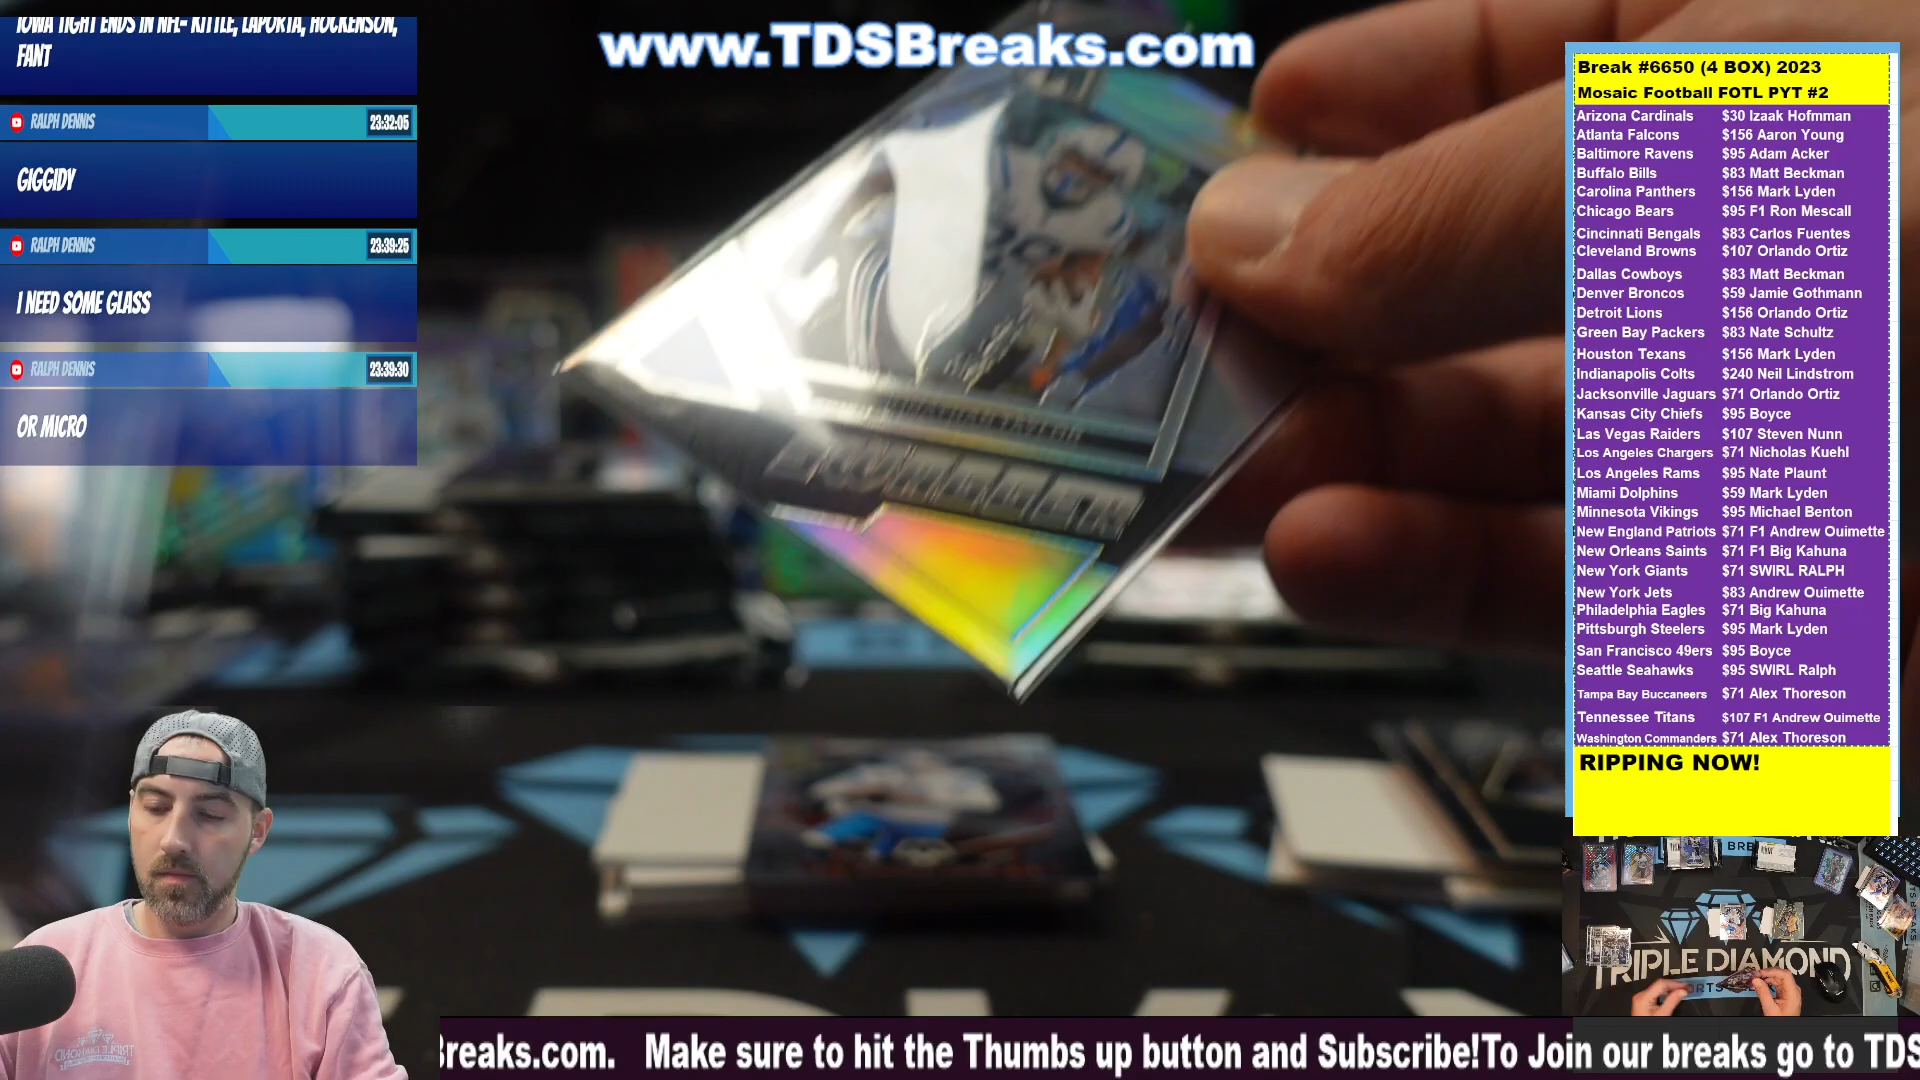 IOWA TIGHT ENDS IN NFL- KITTLE, LAPORTA, HOCKENSON,
FANT
RALPH DENNIS 23:32:05
GIGGIDY
RALPH DENNIS 23:39:25
I NEED SOME GLASS
RALPH DENNIS 23:39:30
OR MICRO
www.TDSBreaks.com
JONATHAN TAYLOR
Break #6650 (4 BOX) 2023
Mosaic Football FOTL PYT #2
Arizona Cardinals $30 Izaak Hofmman
Atlanta Falcons $156 Aaron Young
Baltimore Ravens $95 Adam Acker
Buffalo Bills $83 Matt Beckman
Carolina Panthers $156 Mark Lyden
Chicago Bears $95 F1 Ron Mescall
Cincinnati Bengals $83 Carlos Fuentes
Cleveland Browns $107 Orlando Ortiz
Dallas Cowboys $83 Matt Beckman
Denver Broncos $59 Jamie Gothmann
Detroit Lions $156 Orlando Ortiz
Green Bay Packers $83 Nate Schultz
Houston Texans $156 Mark Lyden
Indianapolis Colts $240 Neil Lindstrom
Jacksonville Jaguars $71 Orlando Ortiz
Kansas City Chiefs $95 Boyce
Las Vegas Raiders $107 Steven Nunn
Los Angeles Chargers $71 Nicholas Kuehl
Los Angeles Rams $95 Nate Plaunt
Miami Dolphins $59 Mark Lyden
Minnesota Vikings $95 Michael Benton
New England Patriots $71 F1 Andrew Ouimette
New Orleans Saints $71 F1 Big Kahuna
New York Giants $71 SWIRL RALPH
New York Jets $83 Andrew Ouimette
Philadelphia Eagles $71 Big Kahuna
Pittsburgh Steelers $95 Mark Lyden
San Francisco 49ers $95 Boyce
Seattle Seahawks $95 SWIRL Ralph
Tampa Bay Buccaneers $71 Alex Thoreson
Tennessee Titans $107 F1 Andrew Ouimette
Washington Commanders $71 Alex Thoreson
RIPPING NOW!
TRIPLE DIAMOND
Breaks.com. Make sure to hit the Thumbs up button and Subscribe!To Join our breaks go to TDS